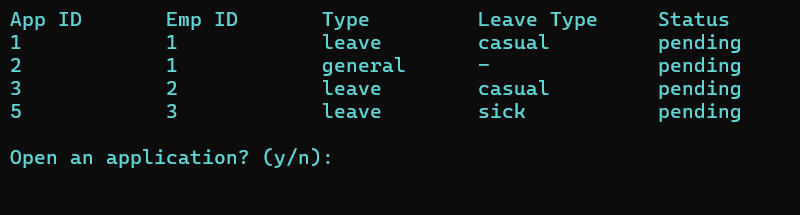 App ID Emp ID Type Leave Type Status
1 1 leave casual pending
2 1 general - pending
3 2 leave casual pending
5 3 leave sick pending
Open an application? (y/n):